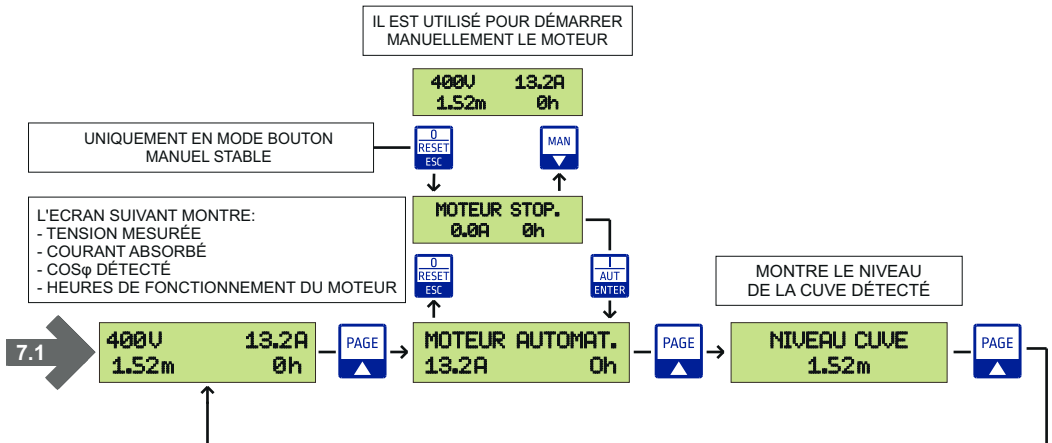 IL EST UTILISÉ POUR DÉMARRER
MANUELLEMENT LE MOTEUR
400V 13.2A
1.52m 0h
UNIQUEMENT EN MODE BOUTON
MANUEL STABLE
0
RESET
ESC
MAN
L'ECRAN SUIVANT MONTRE:
- TENSION MESURÉE
- COURANT ABSORBÉ
- COSφ DÉTECTÉ
- HEURES DE FONCTIONNEMENT DU MOTEUR
MOTEUR STOP.
0.0A 0h
0
RESET
ESC
I
AUT
ENTER
MONTRE LE NIVEAU
DE LA CUVE DÉTECTÉ
7.1
400V 13.2A
1.52m 0h
PAGE
MOTEUR AUTOMAT.
13.2A 0h
PAGE
NIVEAU CUVE
1.52m
PAGE